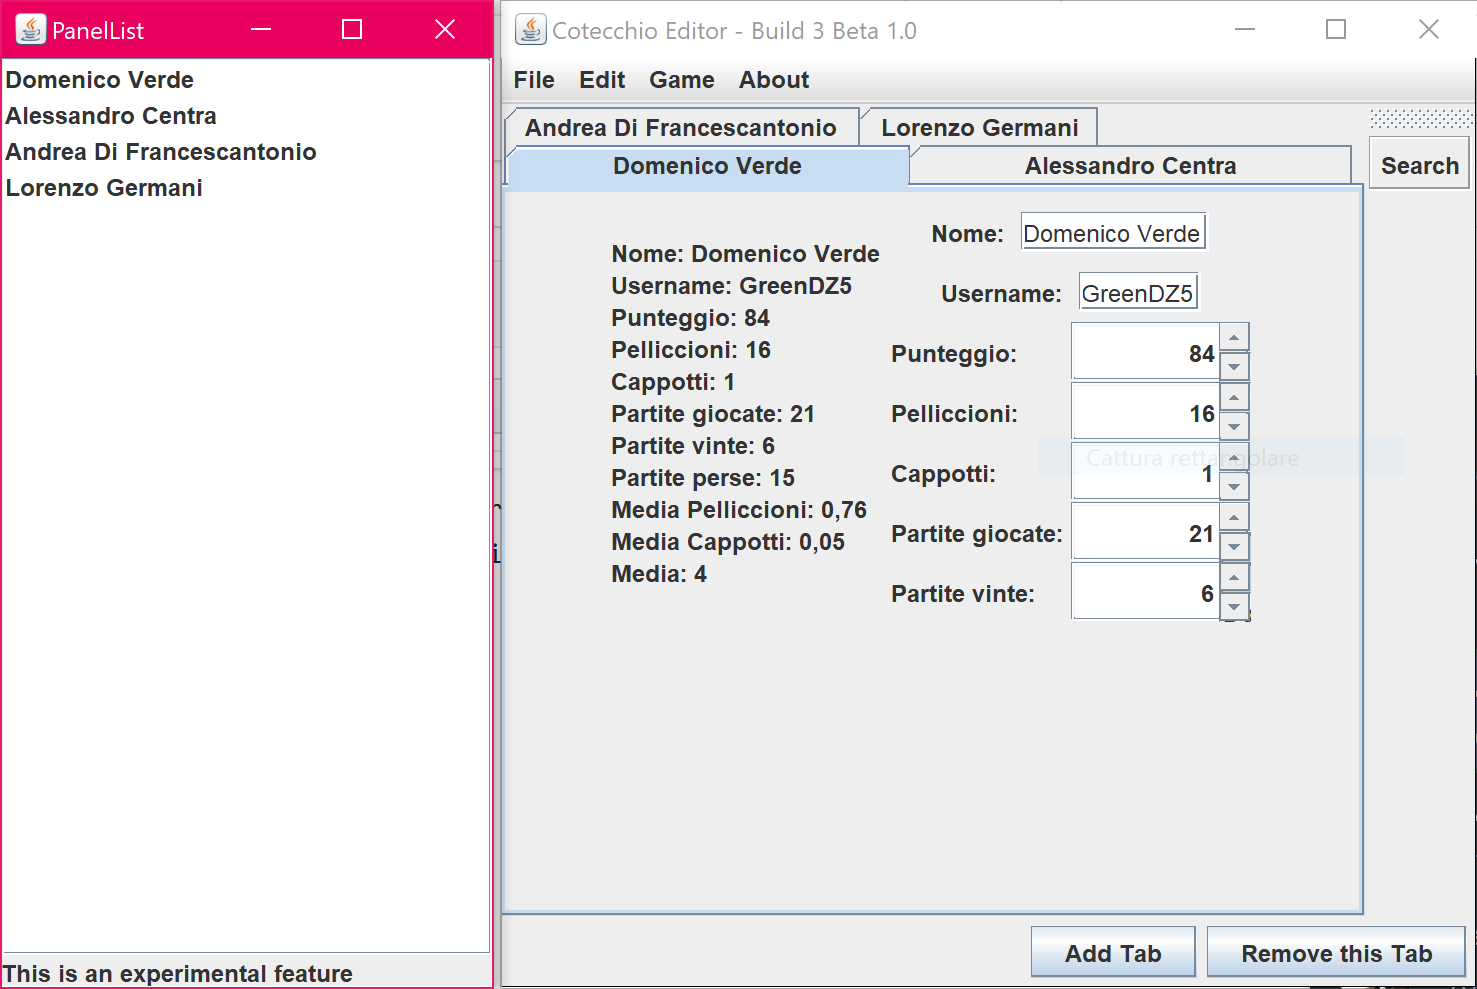 PanelList
Domenico Verde
Alessandro Centra
Andrea Di Francescantonio
Lorenzo Germani
This is an experimental feature
Cotecchio Editor - Build 3 Beta 1.0
File Edit Game About
Andrea Di Francescantonio Lorenzo Germani
Domenico Verde Alessandro Centra
Search
Nome: Domenico Verde
Username: GreenDZ5
Punteggio: 84
Pelliccioni: 16
Cappotti: 1
Partite giocate: 21
Partite vinte: 6
Partite perse: 15
Media Pelliccioni: 0,76
Media Cappotti: 0,05
Media: 4
Nome: Domenico Verde
Username: GreenDZ5
Punteggio: 84
Pelliccioni: 16
Cattura rettangolare
Cappotti: 1
Partite giocate: 21
Partite vinte: 6
Add Tab Remove this Tab